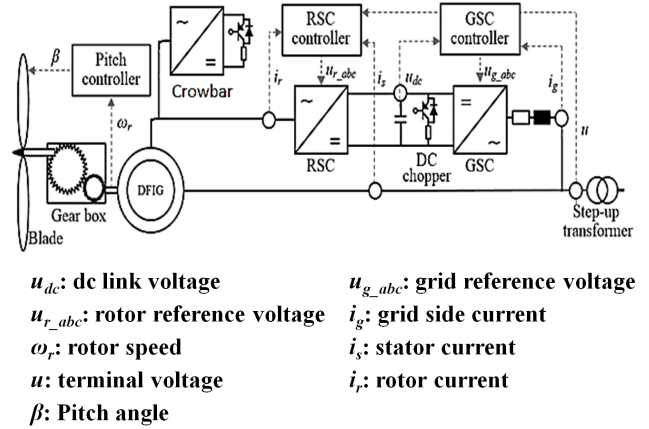 RSC
controller
GSC
controller
β
Pitch
controller
Crowbar
i_r
u_r_abc
i_s
u_dc
u_g_abc
i_g
ω_r
u
RSC
DC
chopper
GSC
DFIG
Gear box
Blade
Step-up
transformer
u_dc: dc link voltage
u_g_abc: grid reference voltage
u_r_abc: rotor reference voltage
i_g: grid side current
ω_r: rotor speed
i_s: stator current
u: terminal voltage
i_r: rotor current
β: Pitch angle